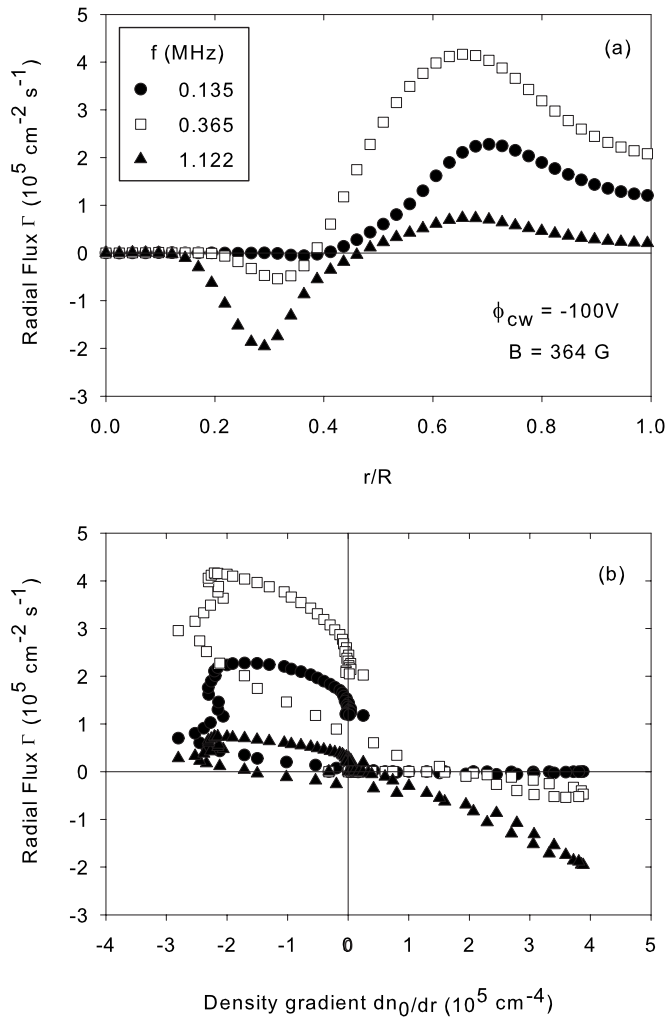 5
(a)
f (MHz)
4
0.135
3
0.365
2
1.122
1
0
-1
ϕcw = -100V
-2
B = 364 G
-3
0.0 0.2 0.4 0.6 0.8 1.0
r/R
Radial Flux Γ (10^5 cm^-2 s^-1)
5
(b)
4
3
2
1
0
-1
-2
-3
-4 -3 -2 -1 0 1 2 3 4 5
Density gradient dn0/dr (10^5 cm^-4)
Radial Flux Γ (10^5 cm^-2 s^-1)